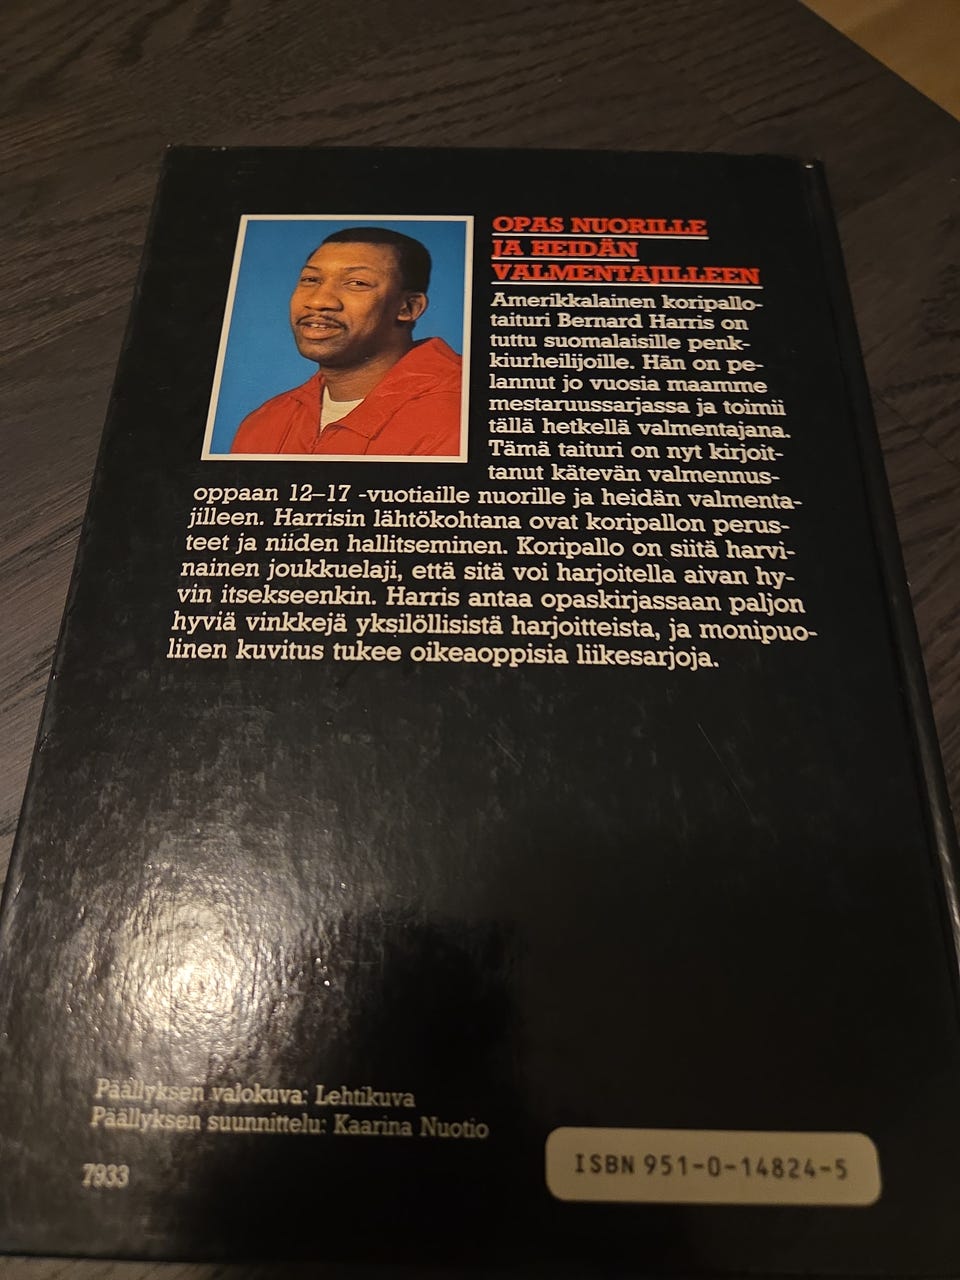 OPAS NUORILLE
JA HEIDÄN
VALMENTAJILLEEN
Amerikkalainen koripallo-
taituri Bernard Harris on
tuttu suomalaisille penk-
kiurheilijoille. Hän on pe-
lannut jo vuosia maamme
mestaruussarjassa ja toimii
tällä hetkellä valmentajana.
Tämä taituri on nyt kirjoit-
tanut kätevän valmennus-
oppaan 12–17 -vuotiaille nuorille ja heidän valmenta-
jilleen. Harrisin lähtökohtana ovat koripallon perus-
teet ja niiden hallitseminen. Koripallo on siitä harvi-
nainen joukkuelaji, että sitä voi harjoitella aivan hy-
vin itsekseenkin. Harris antaa opaskirjassaan paljon
hyviä vinkkejä yksilöllisistä harjoitteista, ja monipuo-
linen kuvitus tukee oikeaoppisia liikesarjoja.
Päällyksen valokuva: Lehtikuva
Päällyksen suunnittelu: Kaarina Nuotio
7933
ISBN 951-0-14824-5